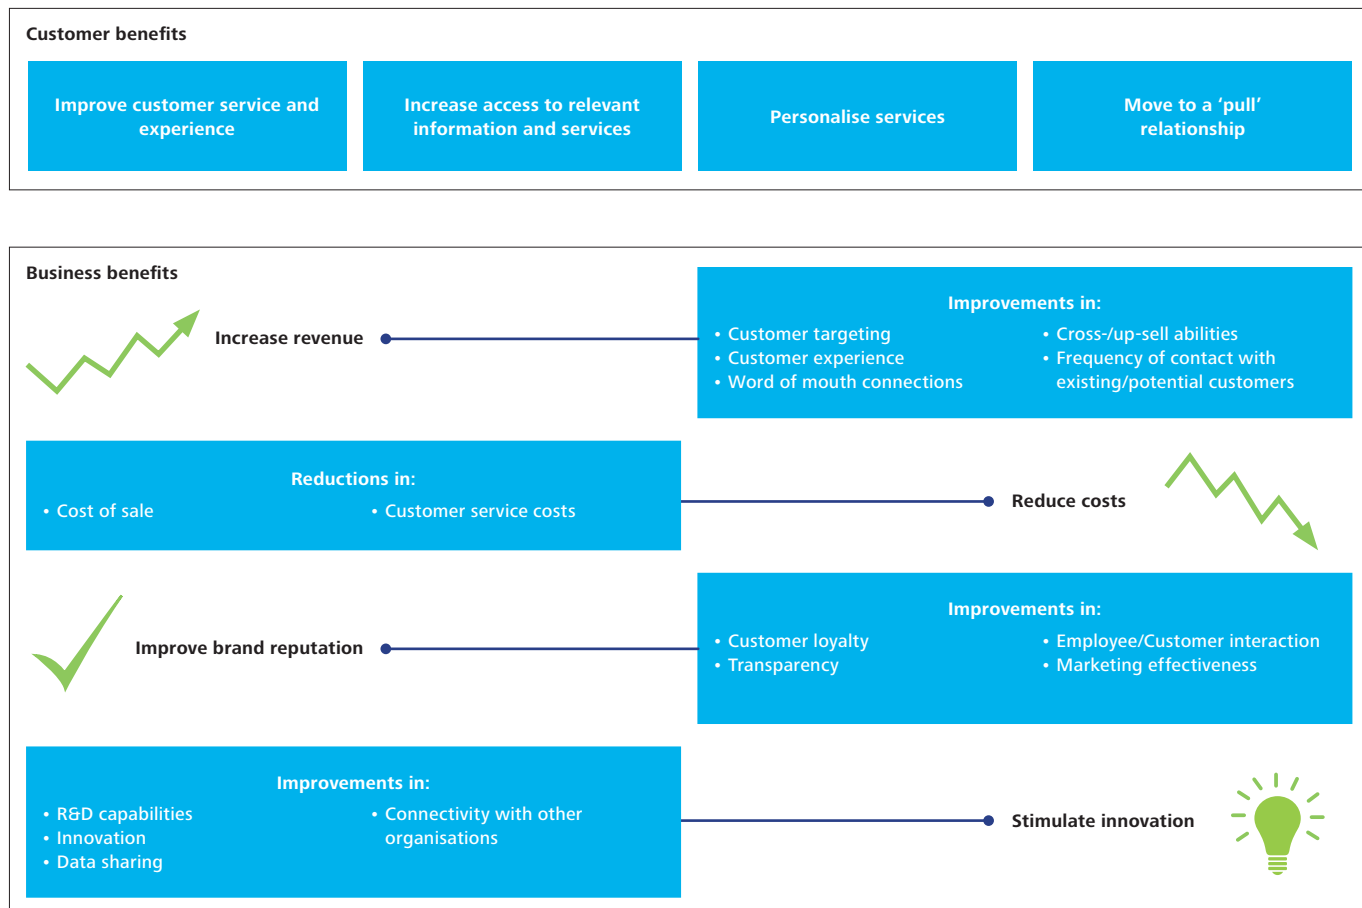 Customer benefits
Improve customer service and
experience
Increase access to relevant
information and services
Personalise services
Move to a ‘pull’
relationship
Business benefits
Increase revenue
Improvements in:
• Customer targeting
• Customer experience
• Word of mouth connections
• Cross-/up-sell abilities
• Frequency of contact with
existing/potential customers
Reductions in:
• Cost of sale
• Customer service costs
Reduce costs
Improve brand reputation
Improvements in:
• Customer loyalty
• Transparency
• Employee/Customer interaction
• Marketing effectiveness
Improvements in:
• R&D capabilities
• Innovation
• Data sharing
• Connectivity with other
organisations
Stimulate innovation